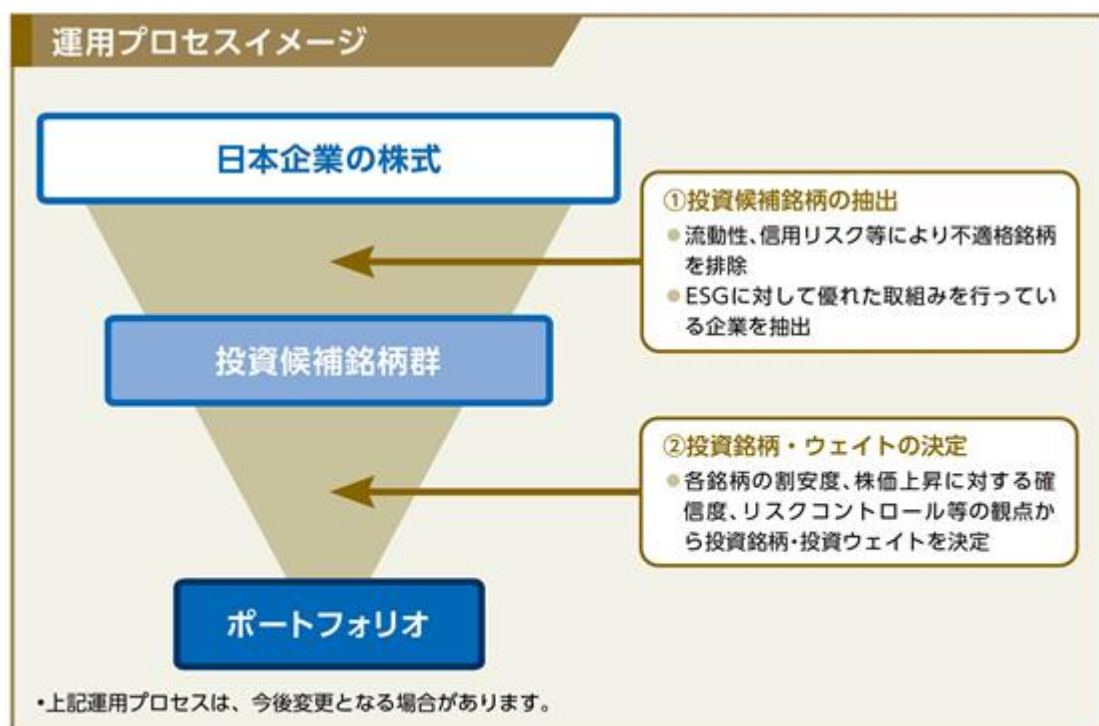 運用プロセスイメージ
日本企業の株式
①投資候補銘柄の抽出
●流動性、信用リスク等により不適格銘柄
を排除
●ESGに対して優れた取組みを行ってい
る企業を抽出
投資候補銘柄群
②投資銘柄・ウェイトの決定
●各銘柄の割安度、株価上昇に対する確
信度、リスクコントロール等の観点か
ら投資銘柄・投資ウェイトを決定
ポートフォリオ
•上記運用プロセスは、今後変更となる場合があります。